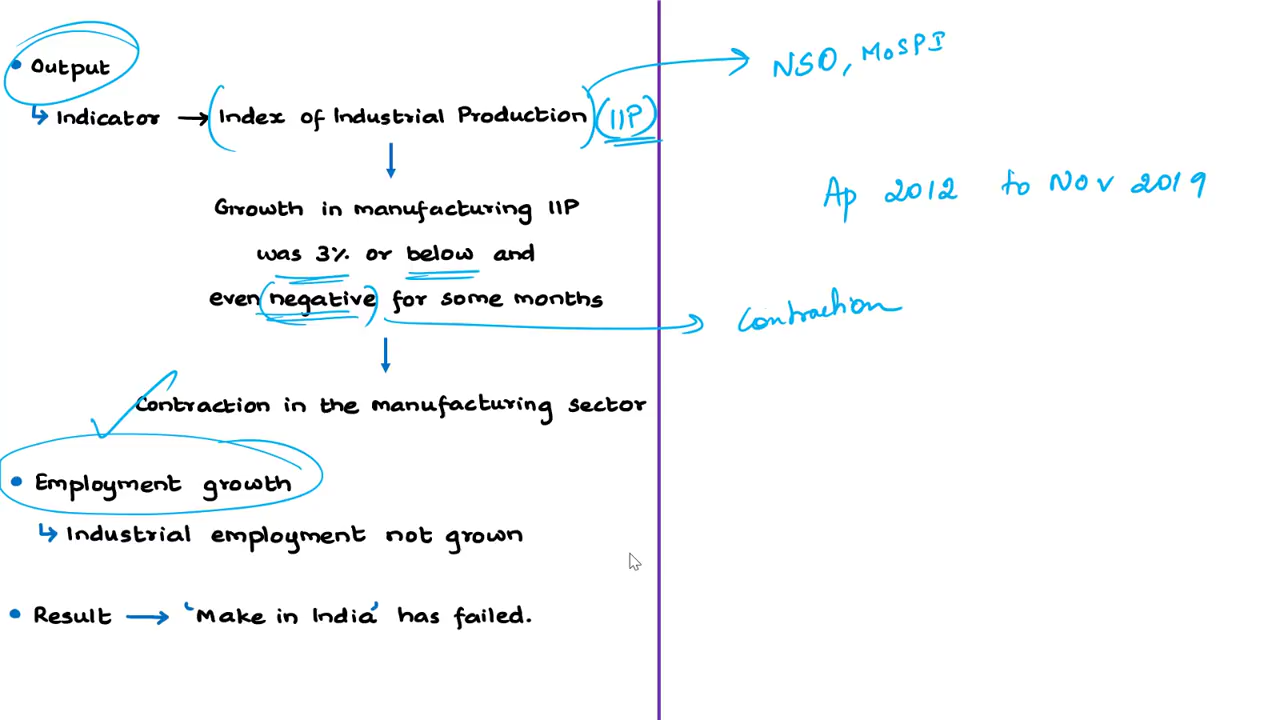 • Output
↳ Indicator → (Index of Industrial Production) (IIP)
↓
Growth in manufacturing IIP
was 3% or below and
even (negative) for some months
↓
Contraction in the manufacturing sector
• Employment growth
↳ Industrial employment not grown
• Result → 'Make in India' has failed.
NSO, MoSPI
Ap 2012 to Nov 2019
Contraction